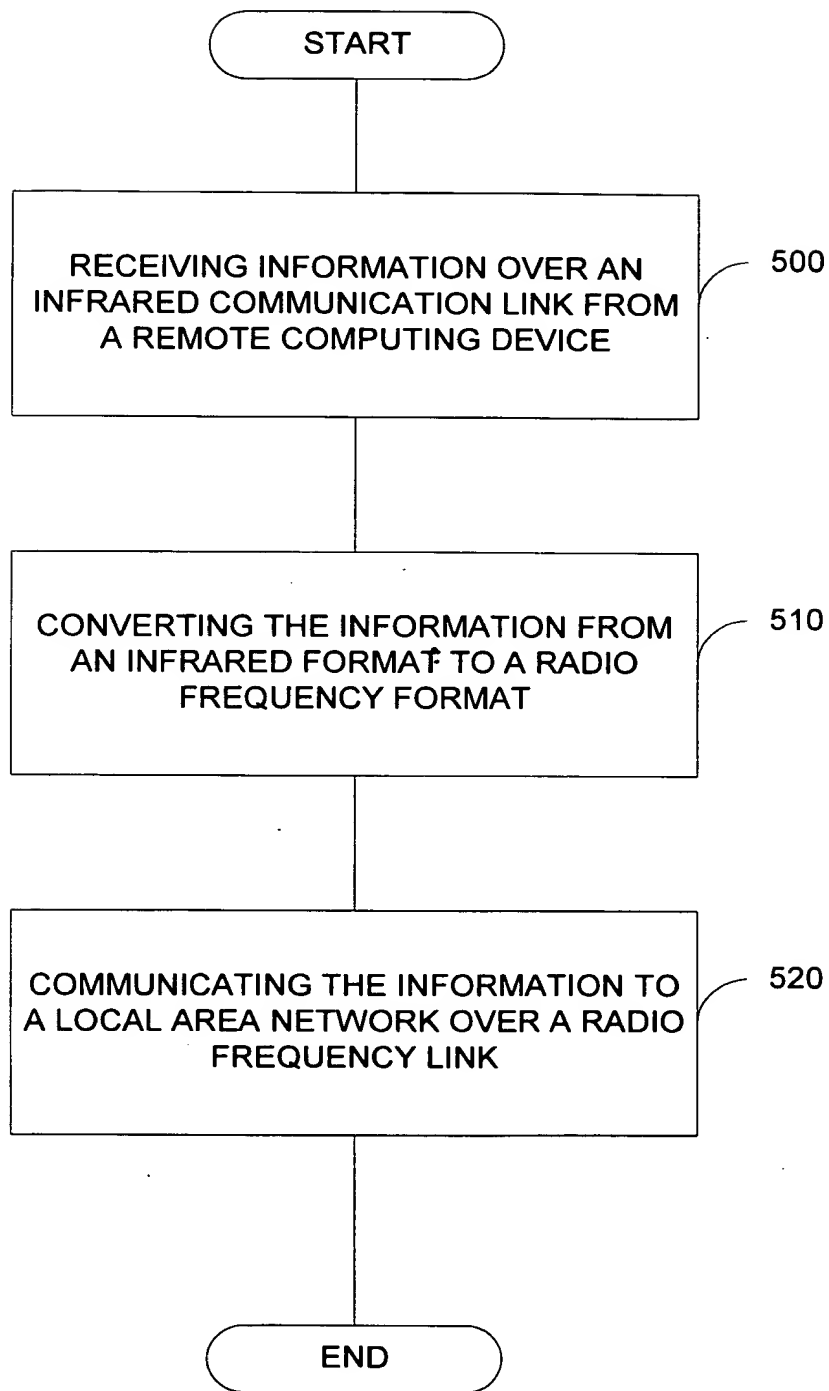 START
RECEIVING INFORMATION OVER AN
INFRARED COMMUNICATION LINK FROM
A REMOTE COMPUTING DEVICE
500
CONVERTING THE INFORMATION FROM
AN INFRARED FORMAT TO A RADIO
FREQUENCY FORMAT
510
COMMUNICATING THE INFORMATION TO
A LOCAL AREA NETWORK OVER A RADIO
FREQUENCY LINK
520
END